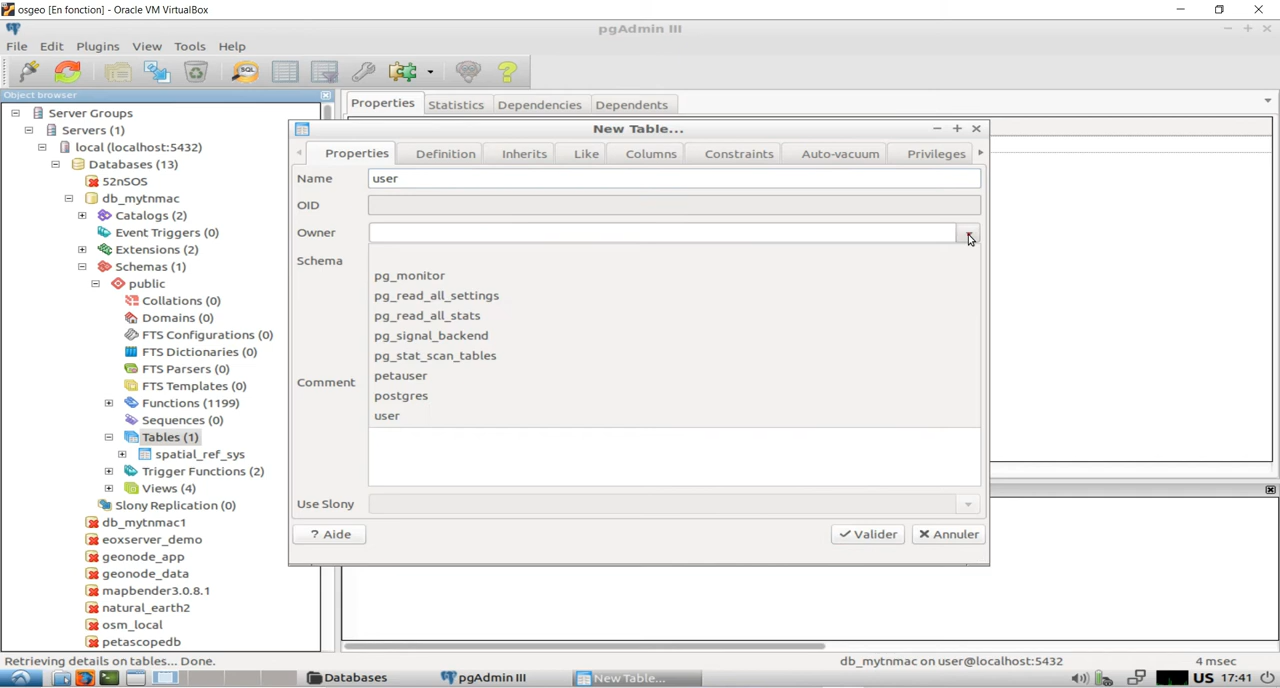 osgeo [En fonction] - Oracle VM VirtualBox
pgAdmin III
File Edit Plugins View Tools Help
SQL
Object browser
Server Groups
Servers (1)
local (localhost:5432)
Databases (13)
52nSOS
db_mytnmac
Catalogs (2)
Event Triggers (0)
Extensions (2)
Schemas (1)
public
Collations (0)
Domains (0)
FTS Configurations (0)
FTS Dictionaries (0)
FTS Parsers (0)
FTS Templates (0)
Functions (1199)
Sequences (0)
Tables (1)
spatial_ref_sys
Trigger Functions (2)
Views (4)
Slony Replication (0)
db_mytnmac1
eoxserver_demo
geonode_app
geonode_data
mapbender3.0.8.1
natural_earth2
osm_local
petascopedb
Properties Statistics Dependencies Dependents
New Table...
Properties Definition Inherits Like Columns Constraints Auto-vacuum Privileges
Name user
OID
Owner
Schema
pg_monitor
pg_read_all_settings
pg_read_all_stats
pg_signal_backend
pg_stat_scan_tables
Comment
petauser
postgres
user
Use Slony
? Aide Valider Annuler
Retrieving details on tables... Done. db_mytnmac on user@localhost:5432 4 msec
Databases pgAdmin III New Table... US 17:41